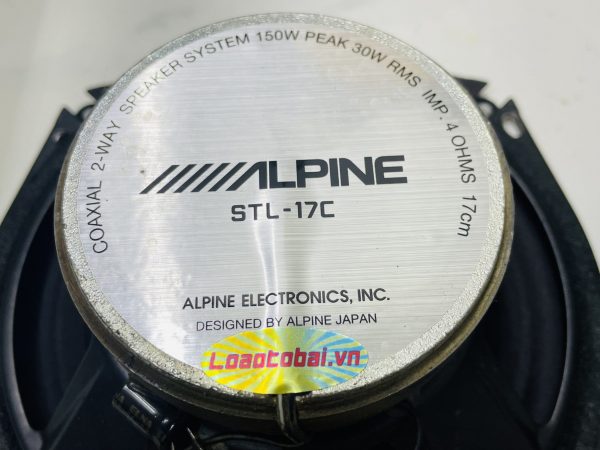 COAXIAL 2-WAY SPEAKER SYSTEM 150W PEAK 30W RMS IMP. 4 OHMS 17cm
ALPINE
STL-17C
ALPINE ELECTRONICS, INC.
DESIGNED BY ALPINE JAPAN
Loaotobai.vn